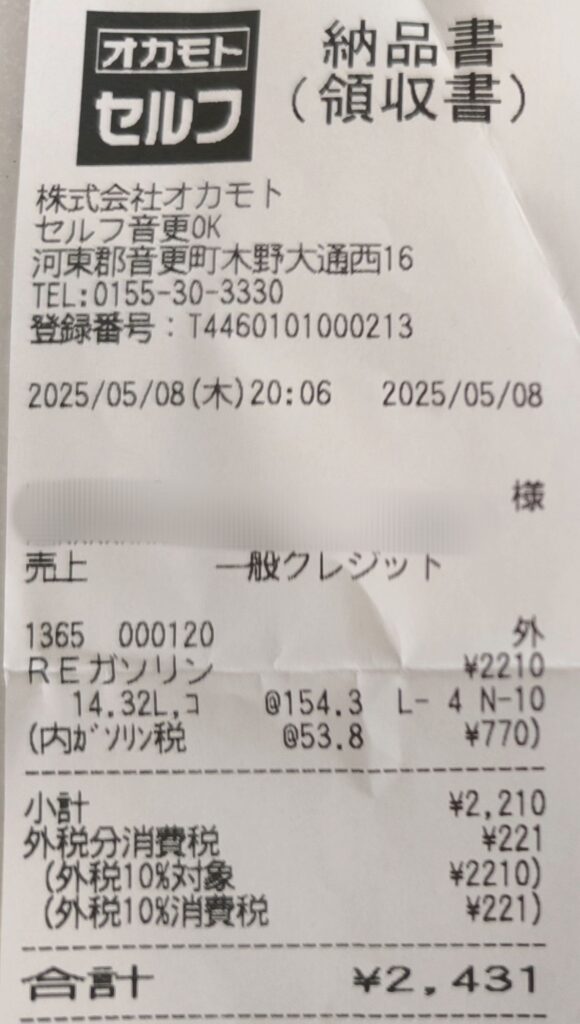 オカモト
セルフ
納品書
(領収書)
株式会社オカモト
セルフ音更OK
河東郡音更町木野大通西16
TEL:0155-30-3330
登録番号：T4460101000213
2025/05/08(木)20:06 2025/05/08
様
売上 一般クレジット
1365 000120 外
REガソリン ¥2210
14.32L,コ @154.3 L- 4 N-10
(内ガソリン税 @53.8 ¥770)
小計 ¥2,210
外税分消費税 ¥221
(外税10%対象 ¥2210)
(外税10%消費税 ¥221)
合計 ¥2,431